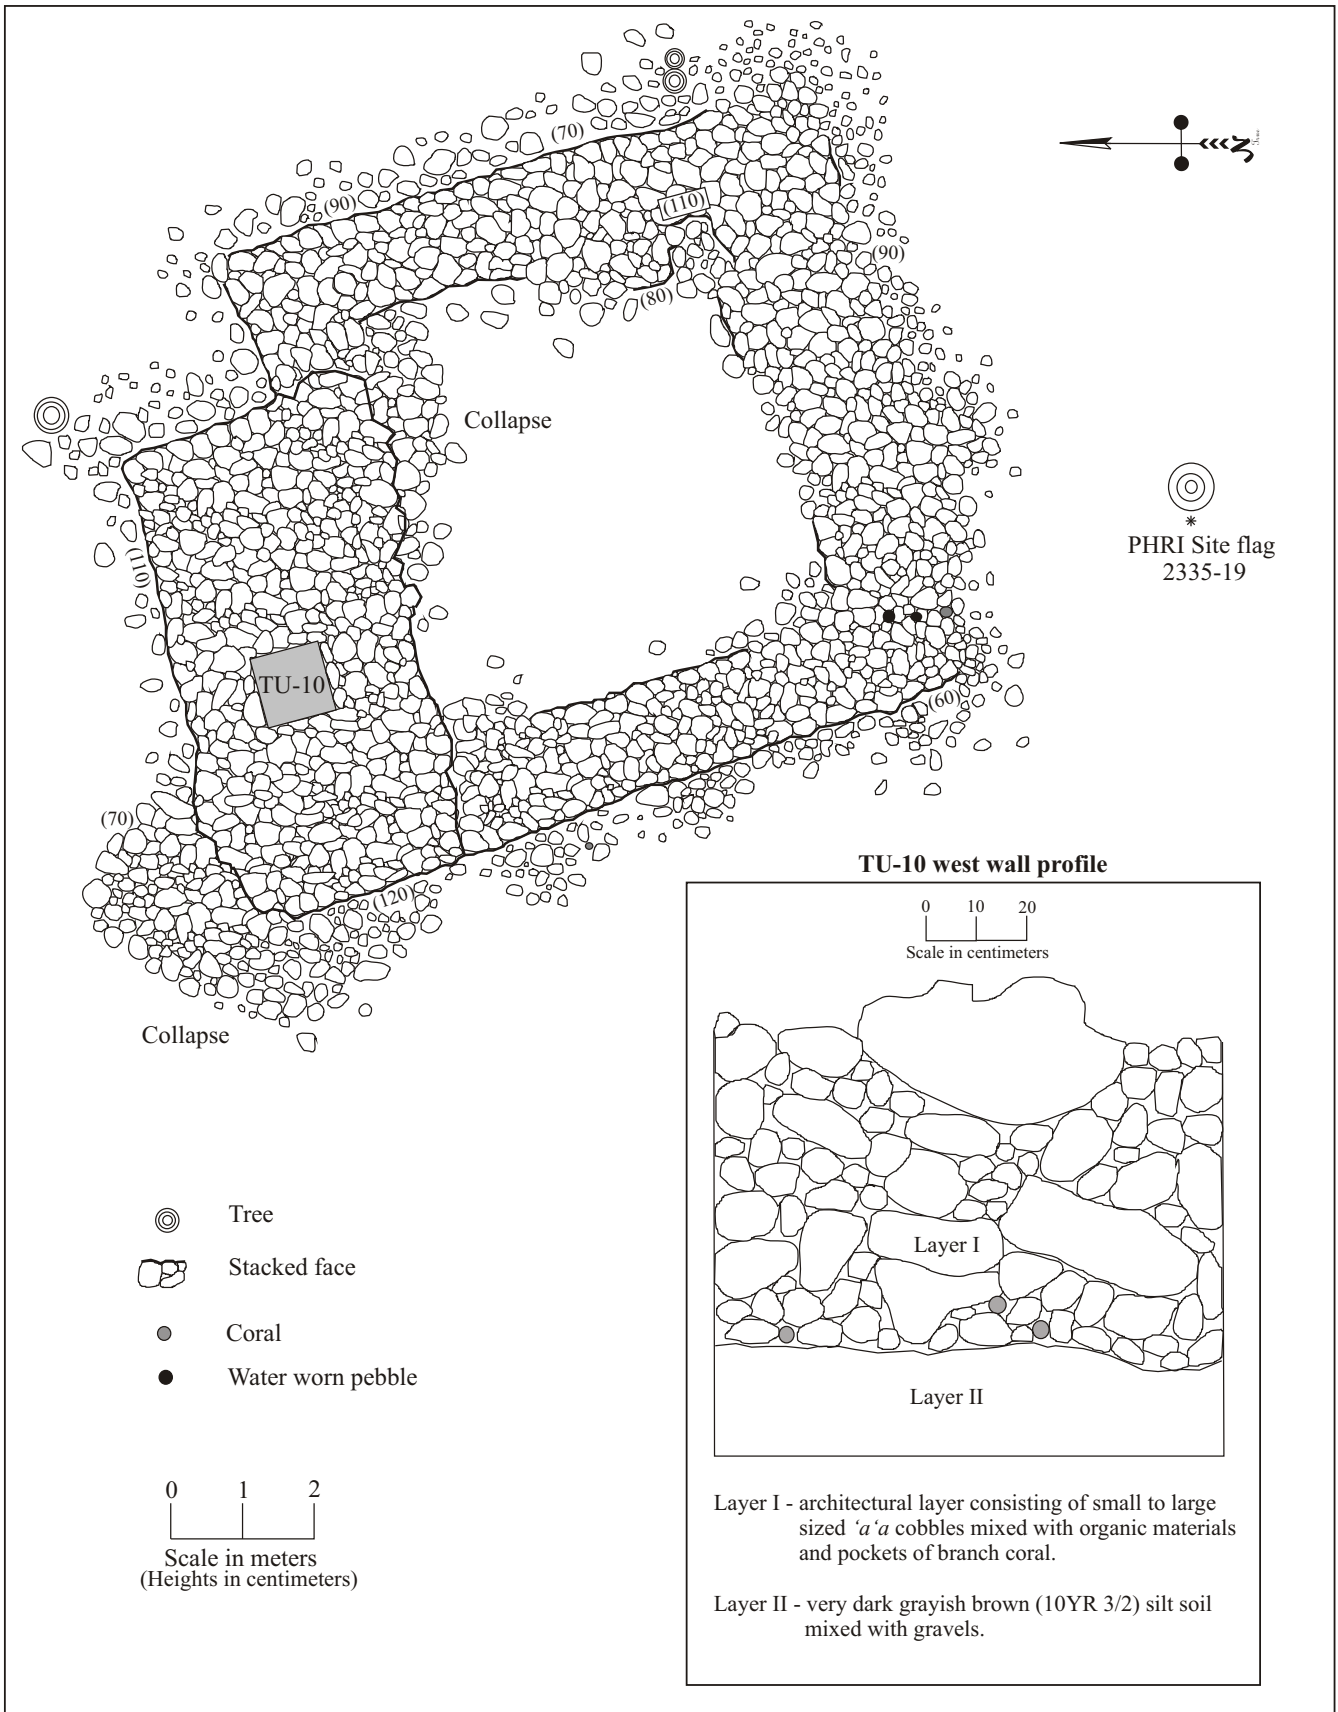 (70)
(90)
(110)
(90)
(80)
N
Collapse
(110)
PHRI Site flag
2335-19
TU-10
(60)
(70)
(120)
Collapse
TU-10 west wall profile
0 10 20
Scale in centimeters
Layer I
Layer II
Tree
Stacked face
Coral
Water worn pebble
0 1 2
Scale in meters
(Heights in centimeters)
Layer I - architectural layer consisting of small to large
sized ‘a‘a cobbles mixed with organic materials
and pockets of branch coral.
Layer II - very dark grayish brown (10YR 3/2) silt soil
mixed with gravels.